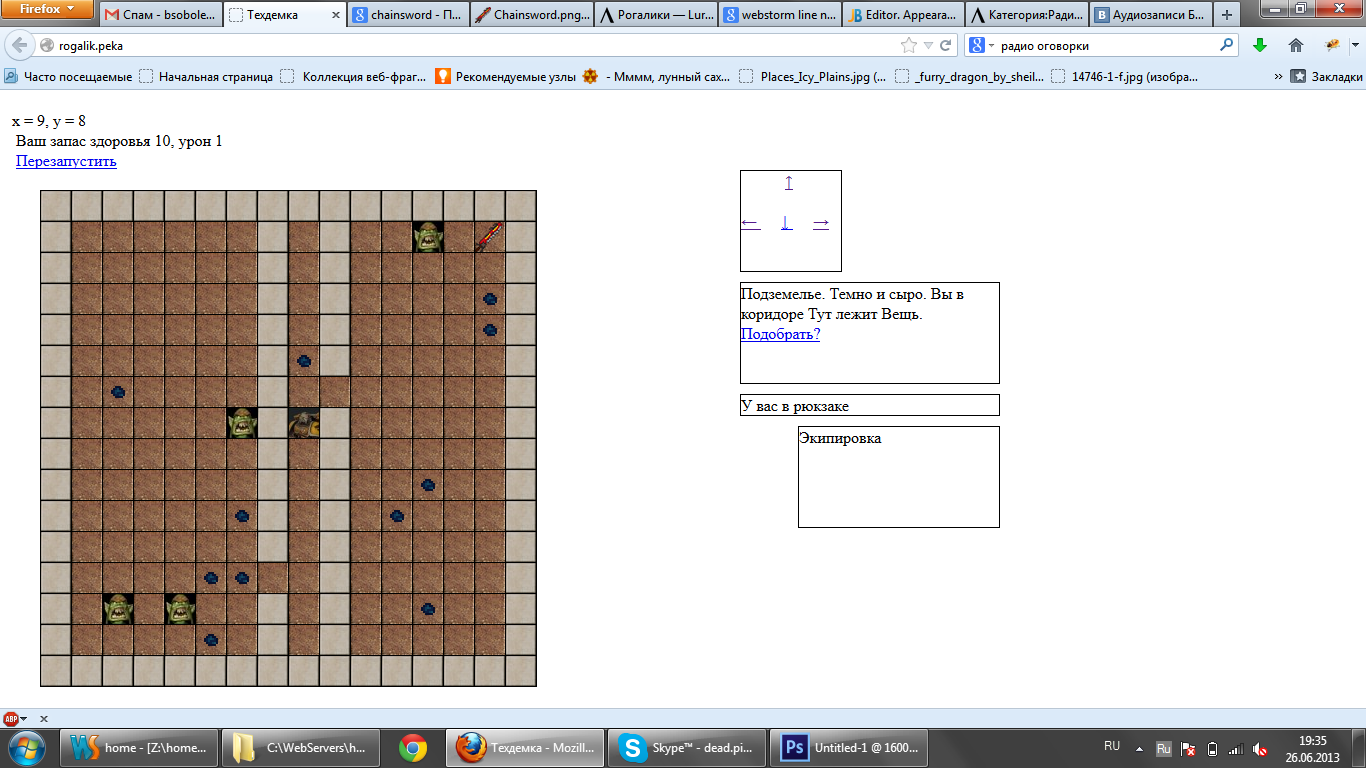 Firefox
Спам - bsobole...
Техдемка
chainsword - П...
Chainsword.png...
Рогалики — Lur...
webstorm line n...
Editor. Appeara...
Категория:Ради...
Аудиозаписи Б...
rogalik.peka
радио оговорки
Часто посещаемые
Начальная страница
Коллекция веб-фраг...
Рекомендуемые узлы
- Мммм, лунный сах...
Places_Icy_Plains.jpg (...
_furry_dragon_by_sheil...
14746-1-f.jpg (изобра...
»
Закладки
x = 9, y = 8
Ваш запас здоровья 10, урон 1
Перезапустить
↑
← ↓ →
Подземелье. Темно и сыро. Вы в
коридоре Тут лежит Вещь.
Подобрать?
У вас в рюкзаке
Экипировка
ABP
home - [Z:\home...
C:\WebServers\h...
Техдемка - Mozill...
Skype™ - dead.pi...
Untitled-1 @ 1600...
RU
Ru
19:35
26.06.2013